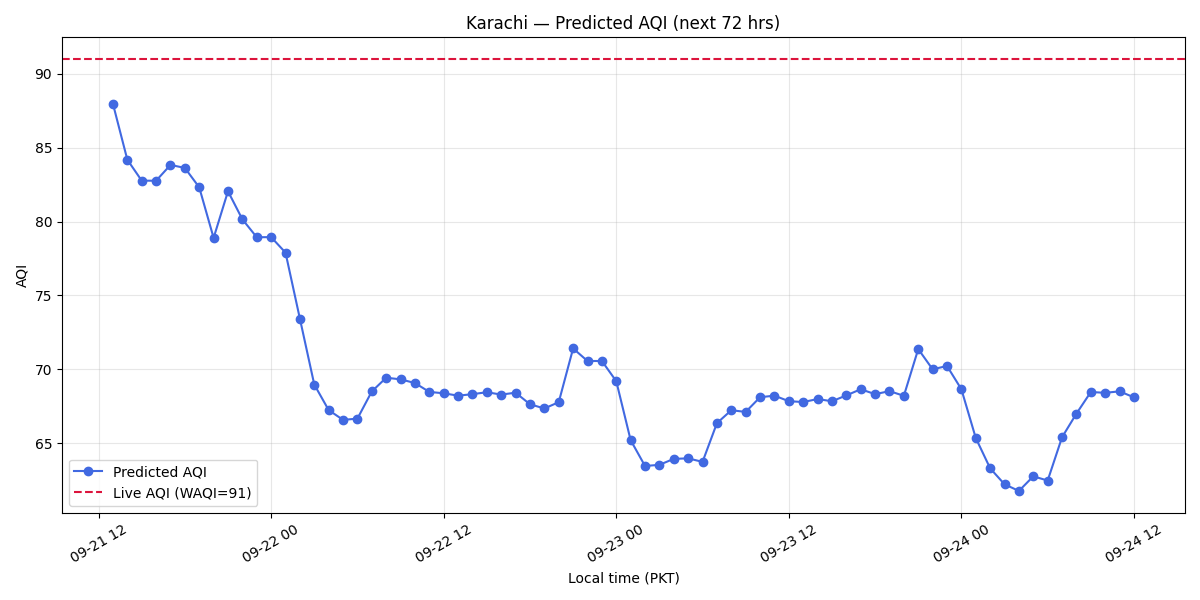 Karachi — Predicted AQI (next 72 hrs)
AQI
90
85
80
75
70
65
Predicted AQI
Live AQI (WAQI=91)
09-21 12
09-22 00
09-22 12
09-23 00
09-23 12
09-24 00
09-24 12
Local time (PKT)